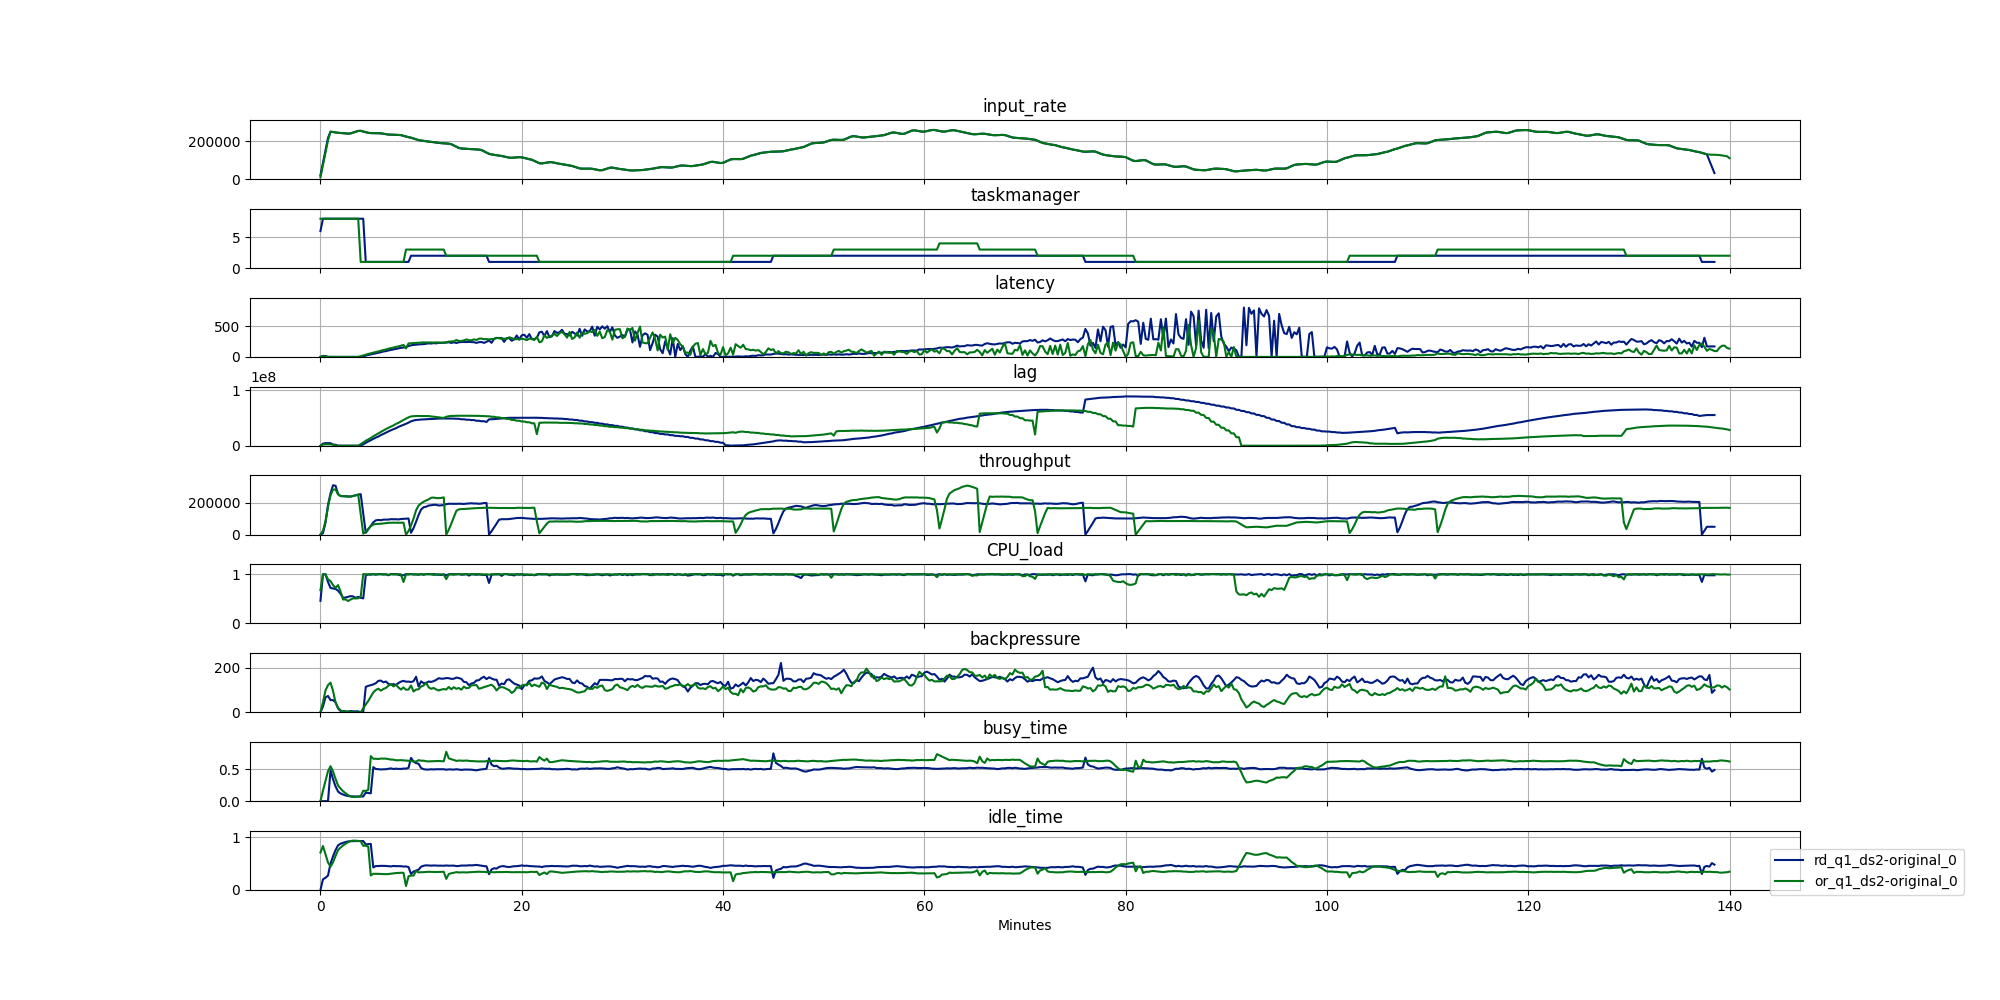 input_rate
200000
0
taskmanager
5
0
latency
500
0
1e8
lag
1
0
throughput
200000
0
CPU_load
1
0
backpressure
200
0
busy_time
0.5
0.0
idle_time
1
0
rd_q1_ds2-original_0
or_q1_ds2-original_0
0 20 40 60 80 100 120 140
Minutes